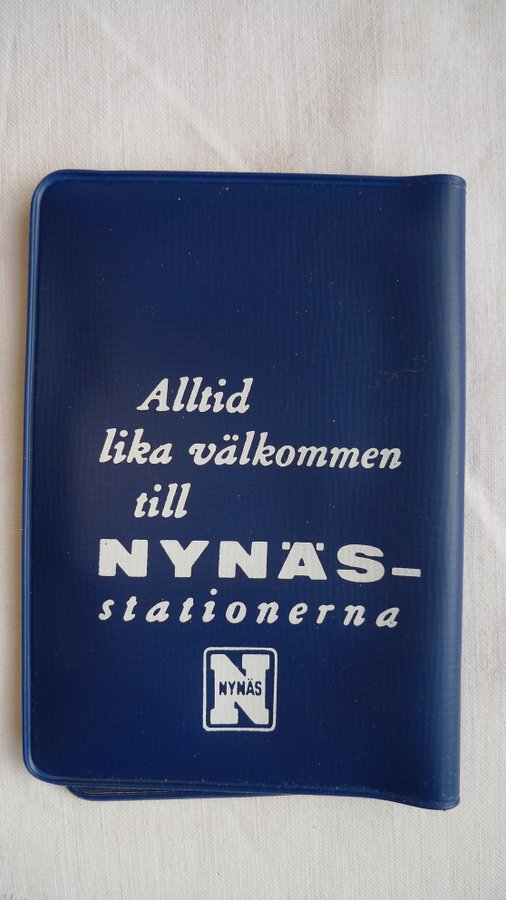 Alltid
lika välkommen
till
NYNÄS-
stationerna
N
NYNÄS